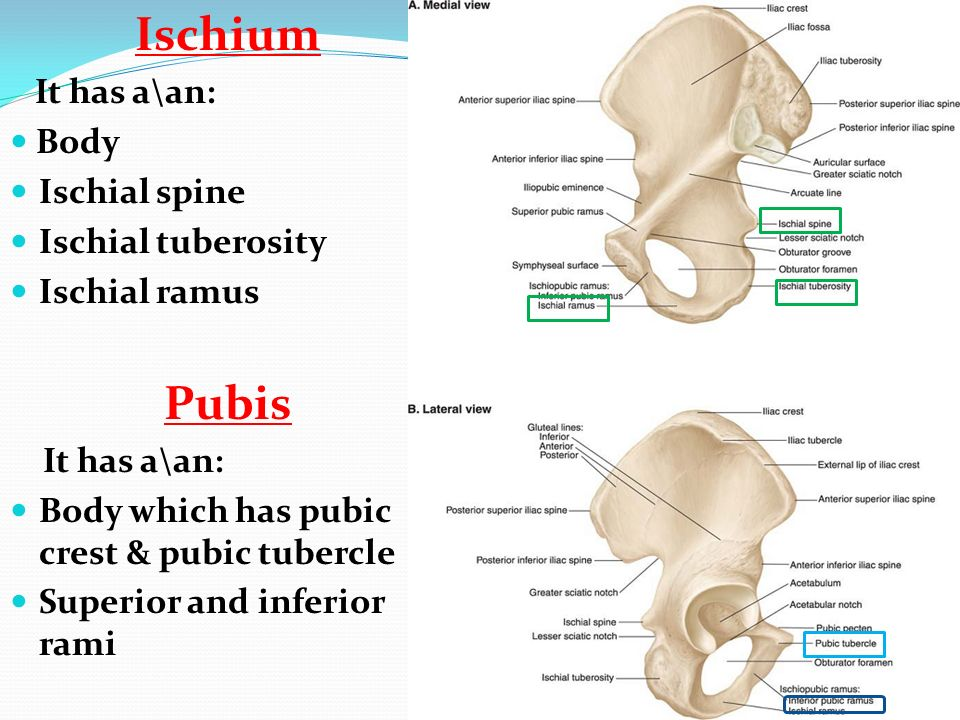 Ischium
It has a\an:
Body
Ischial spine
Ischial tuberosity
Ischial ramus
Pubis
It has a\an:
Body which has pubic
crest & pubic tubercle
Superior and inferior
rami
A. Medial view
Iliac crest
Iliac fossa
Iliac tuberosity
Anterior superior iliac spine
Posterior superior iliac spine
Posterior inferior iliac spine
Anterior inferior iliac spine
Auricular surface
Greater sciatic notch
Iliopubic eminence
Arcuate line
Superior pubic ramus
Ischial spine
Lesser sciatic notch
Obturator groove
Symphyseal surface
Obturator foramen
Ischiopubic ramus:
Inferior pubic ramus
Ischial ramus
Ischial tuberosity
B. Lateral view
Iliac crest
Gluteal lines:
Inferior
Anterior
Posterior
Iliac tubercle
External lip of iliac crest
Anterior superior iliac spine
Posterior superior iliac spine
Posterior inferior iliac spine
Anterior inferior iliac spine
Acetabulum
Greater sciatic notch
Acetabular notch
Ischial spine
Pubic pecten
Lesser sciatic notch
Pubic tubercle
Obturator foramen
Ischial tuberosity
Ischiopubic ramus:
Inferior pubic ramus
Ischial ramus